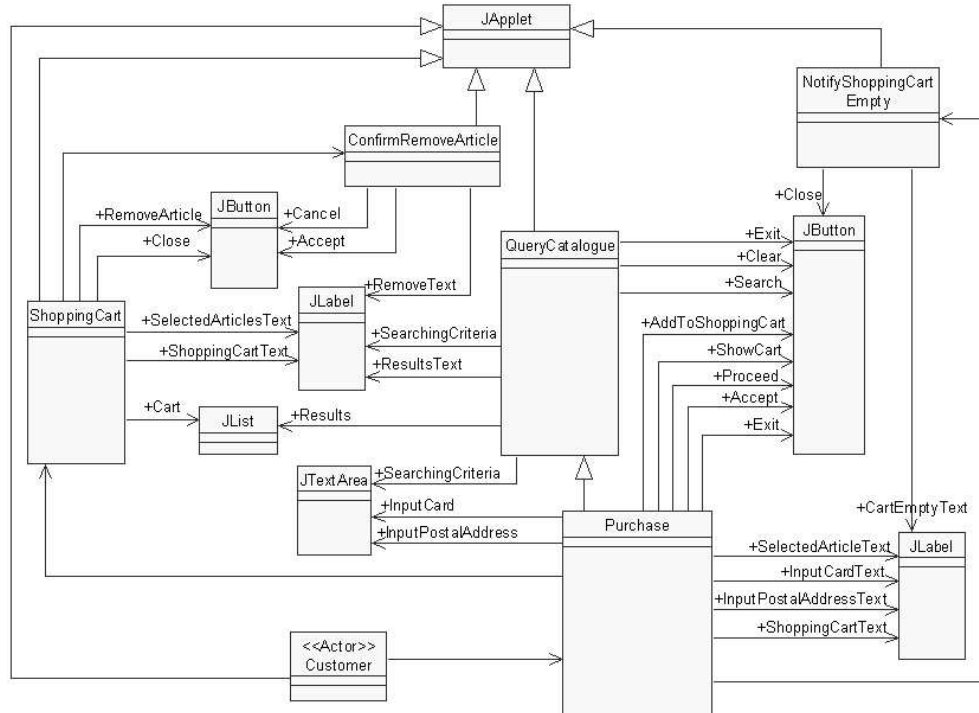 JApplet
NotifyShoppingCart
Empty
ConfirmRemoveArticle
+Close
JButton
+RemoveArticle
+Cancel
JButton
+Exit
+Close
+Accept
QueryCatalogue
+Clear
+RemoveText
+Search
JLabel
ShoppingCart
+SelectedArticlesText
+AddToShoppingCart
+SearchingCriteria
+ShoppingCartText
+ShowCart
+ResultsText
+Proceed
+Accept
+Cart
JList
+Results
+Exit
JTextArea
+SearchingCriteria
+InputCard
+CartEmptyText
Purchase
+InputPostalAddress
JLabel
+SelectedArticleText
+InputCardText
+InputPostalAddressText
+ShoppingCartText
<<Actor>>
Customer